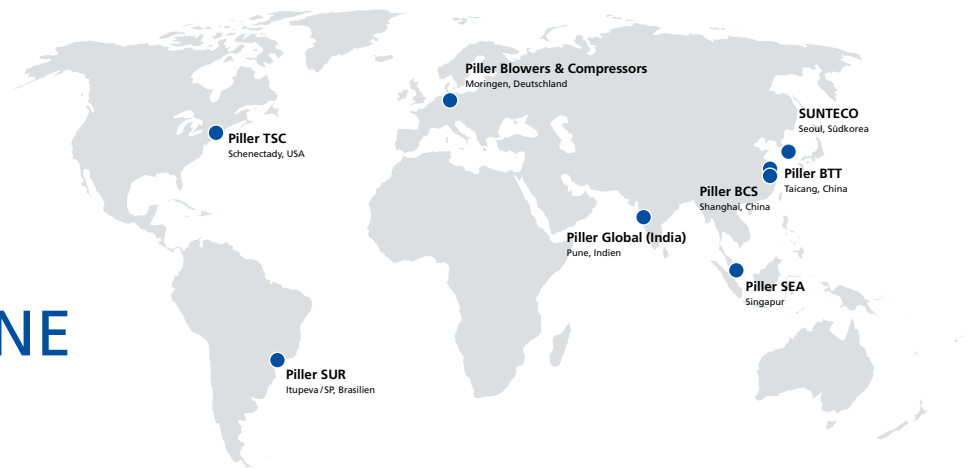 Piller Blowers & Compressors
Moringen, Deutschland
SUNTECO
Seoul, Südkorea
Piller TSC
Schenectady, USA
Piller BTT
Taicang, China
Piller BCS
Shanghai, China
Piller Global (India)
Pune, Indien
Piller SEA
Singapur
NE
Piller SUR
Itupeva/SP, Brasilien